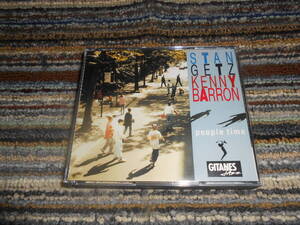 STAN
GETZ
KENNY
BARRON
people time
GITANES